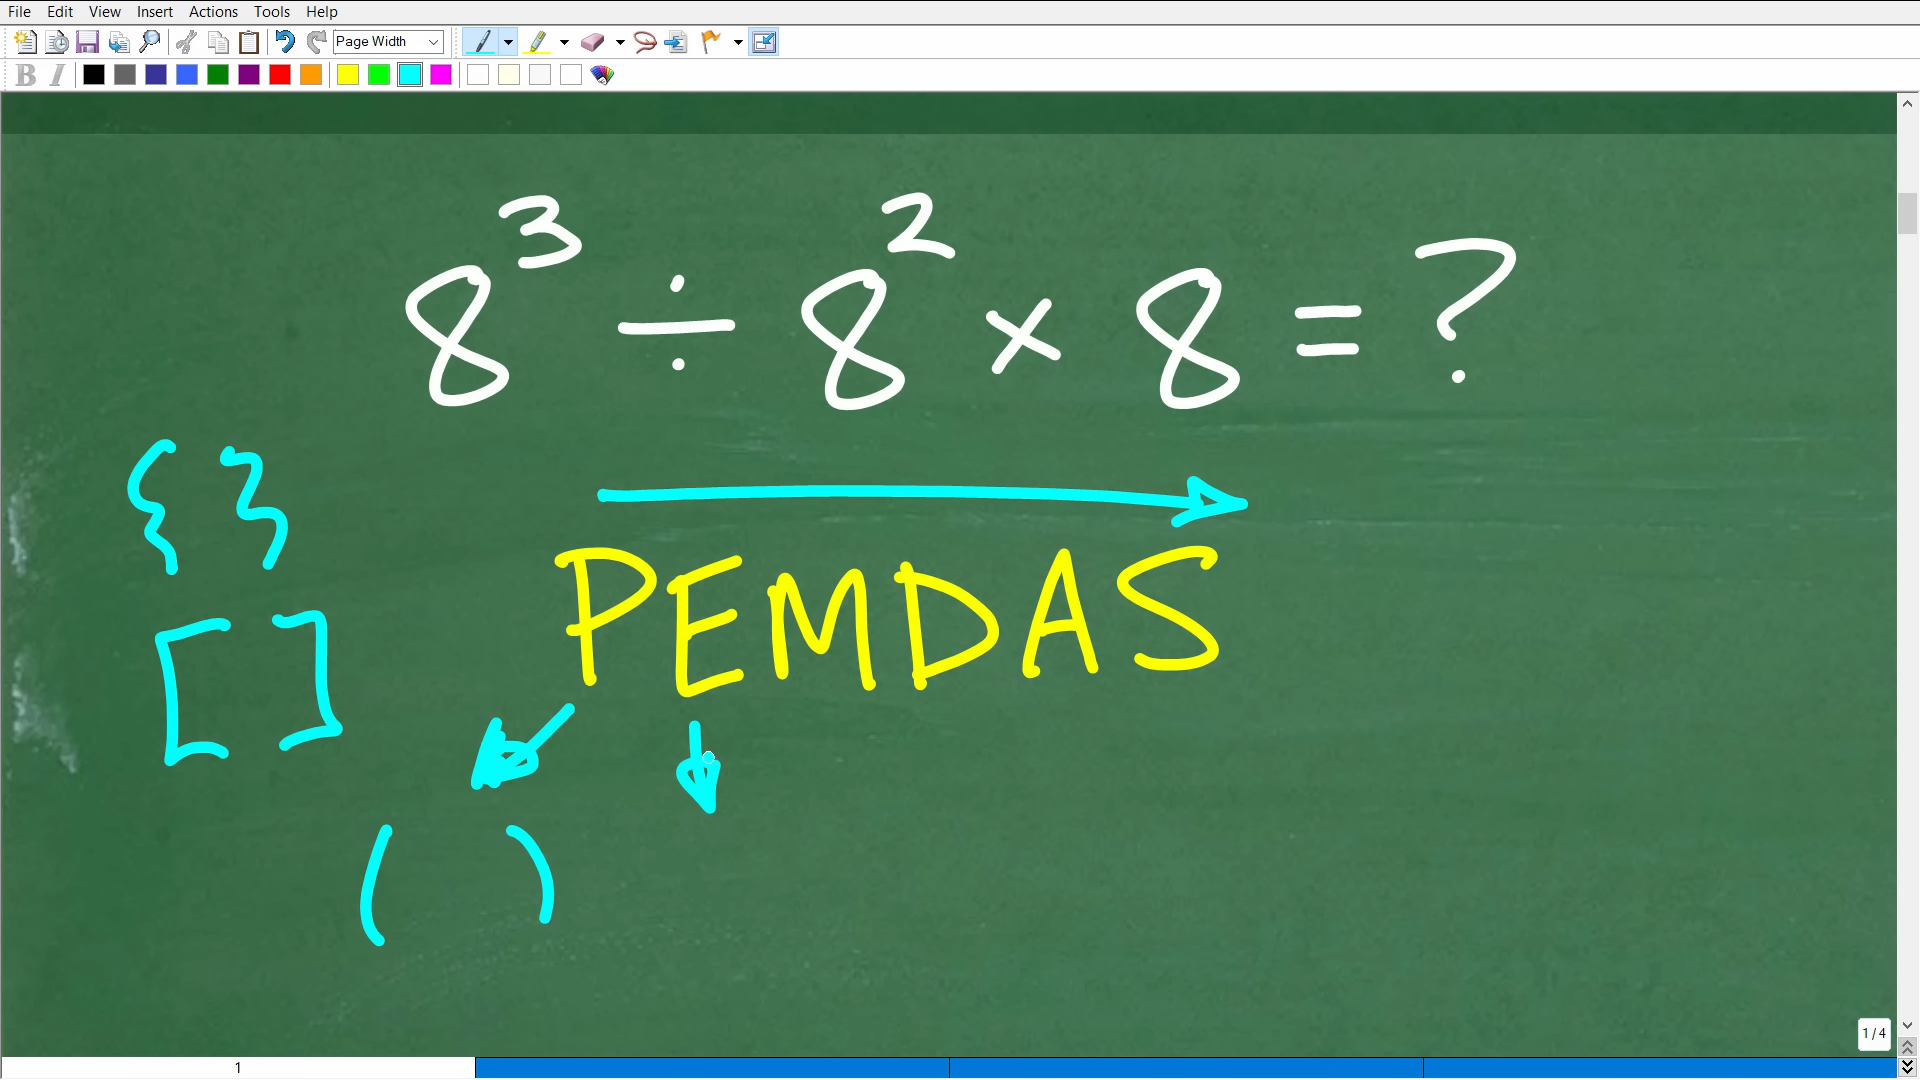 File Edit View Insert Actions Tools Help
Page Width
B I
8³ ÷ 8² × 8 = ?
{ }
PEMDAS
[ ]
( )
1 / 4
1